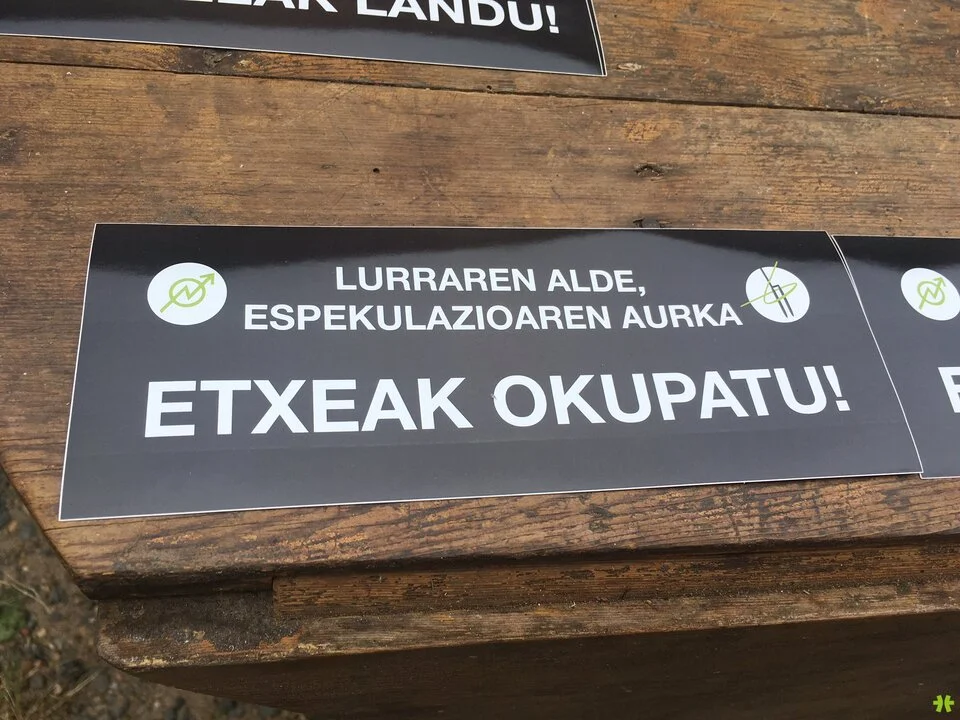 LANDU!
LURRAREN ALDE,
ESPEKULAZIOAREN AURKA
ETXEAK OKUPATU!